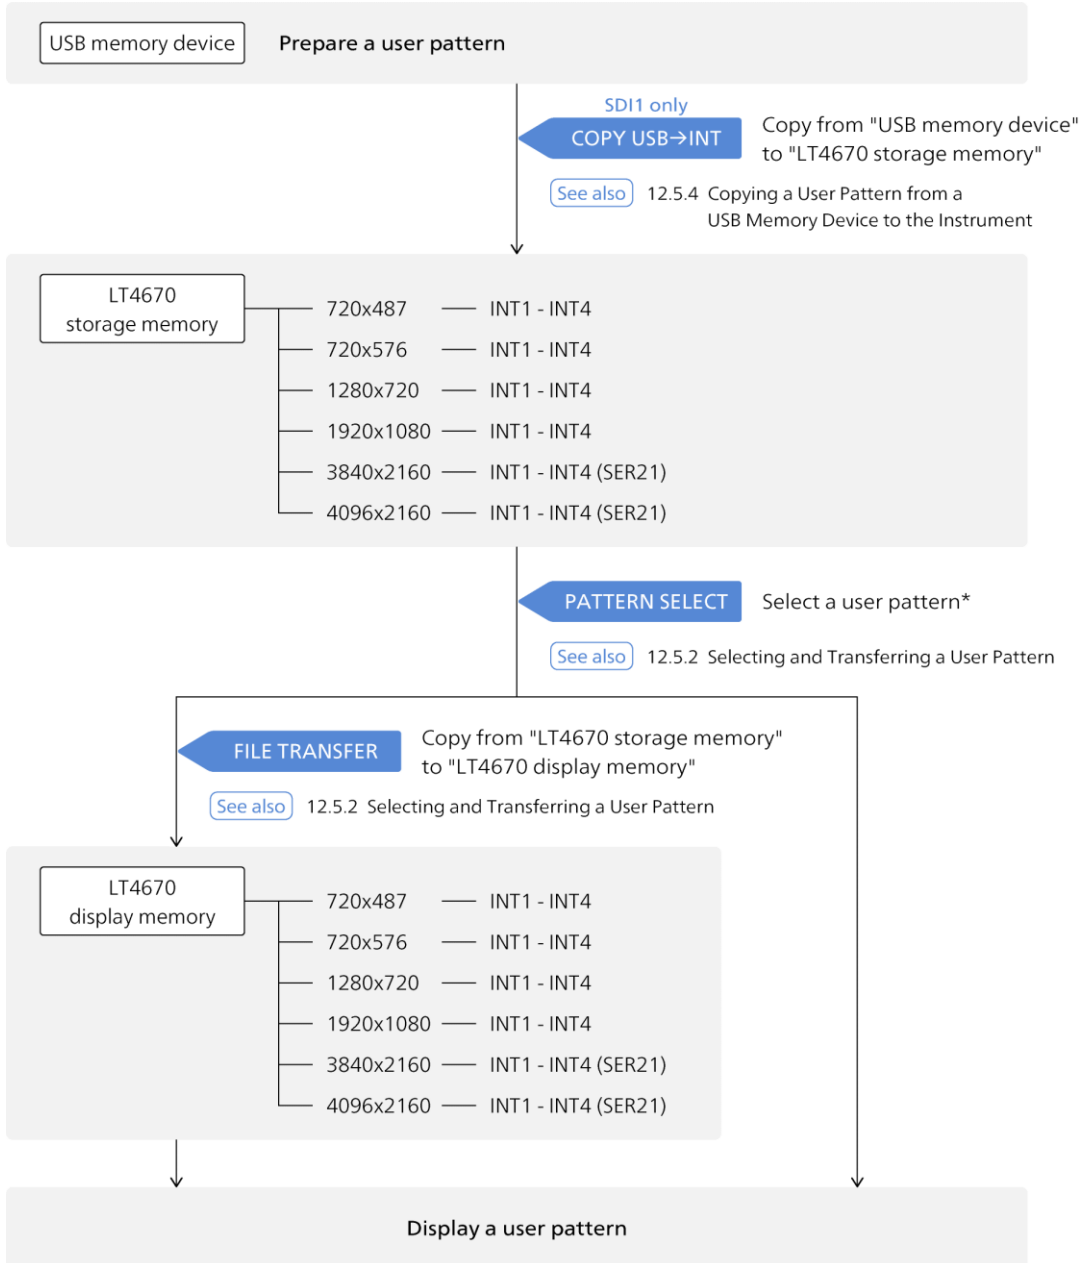 USB memory device Prepare a user pattern
SDI1 only
COPY USB→INT
Copy from "USB memory device"
to "LT4670 storage memory"
See also 12.5.4 Copying a User Pattern from a
USB Memory Device to the Instrument
LT4670
storage memory
720x487 INT1 - INT4
720x576 INT1 - INT4
1280x720 INT1 - INT4
1920x1080 INT1 - INT4
3840x2160 INT1 - INT4 (SER21)
4096x2160 INT1 - INT4 (SER21)
PATTERN SELECT Select a user pattern*
See also 12.5.2 Selecting and Transferring a User Pattern
FILE TRANSFER
Copy from "LT4670 storage memory"
to "LT4670 display memory"
See also 12.5.2 Selecting and Transferring a User Pattern
LT4670
display memory
720x487 INT1 - INT4
720x576 INT1 - INT4
1280x720 INT1 - INT4
1920x1080 INT1 - INT4
3840x2160 INT1 - INT4 (SER21)
4096x2160 INT1 - INT4 (SER21)
Display a user pattern